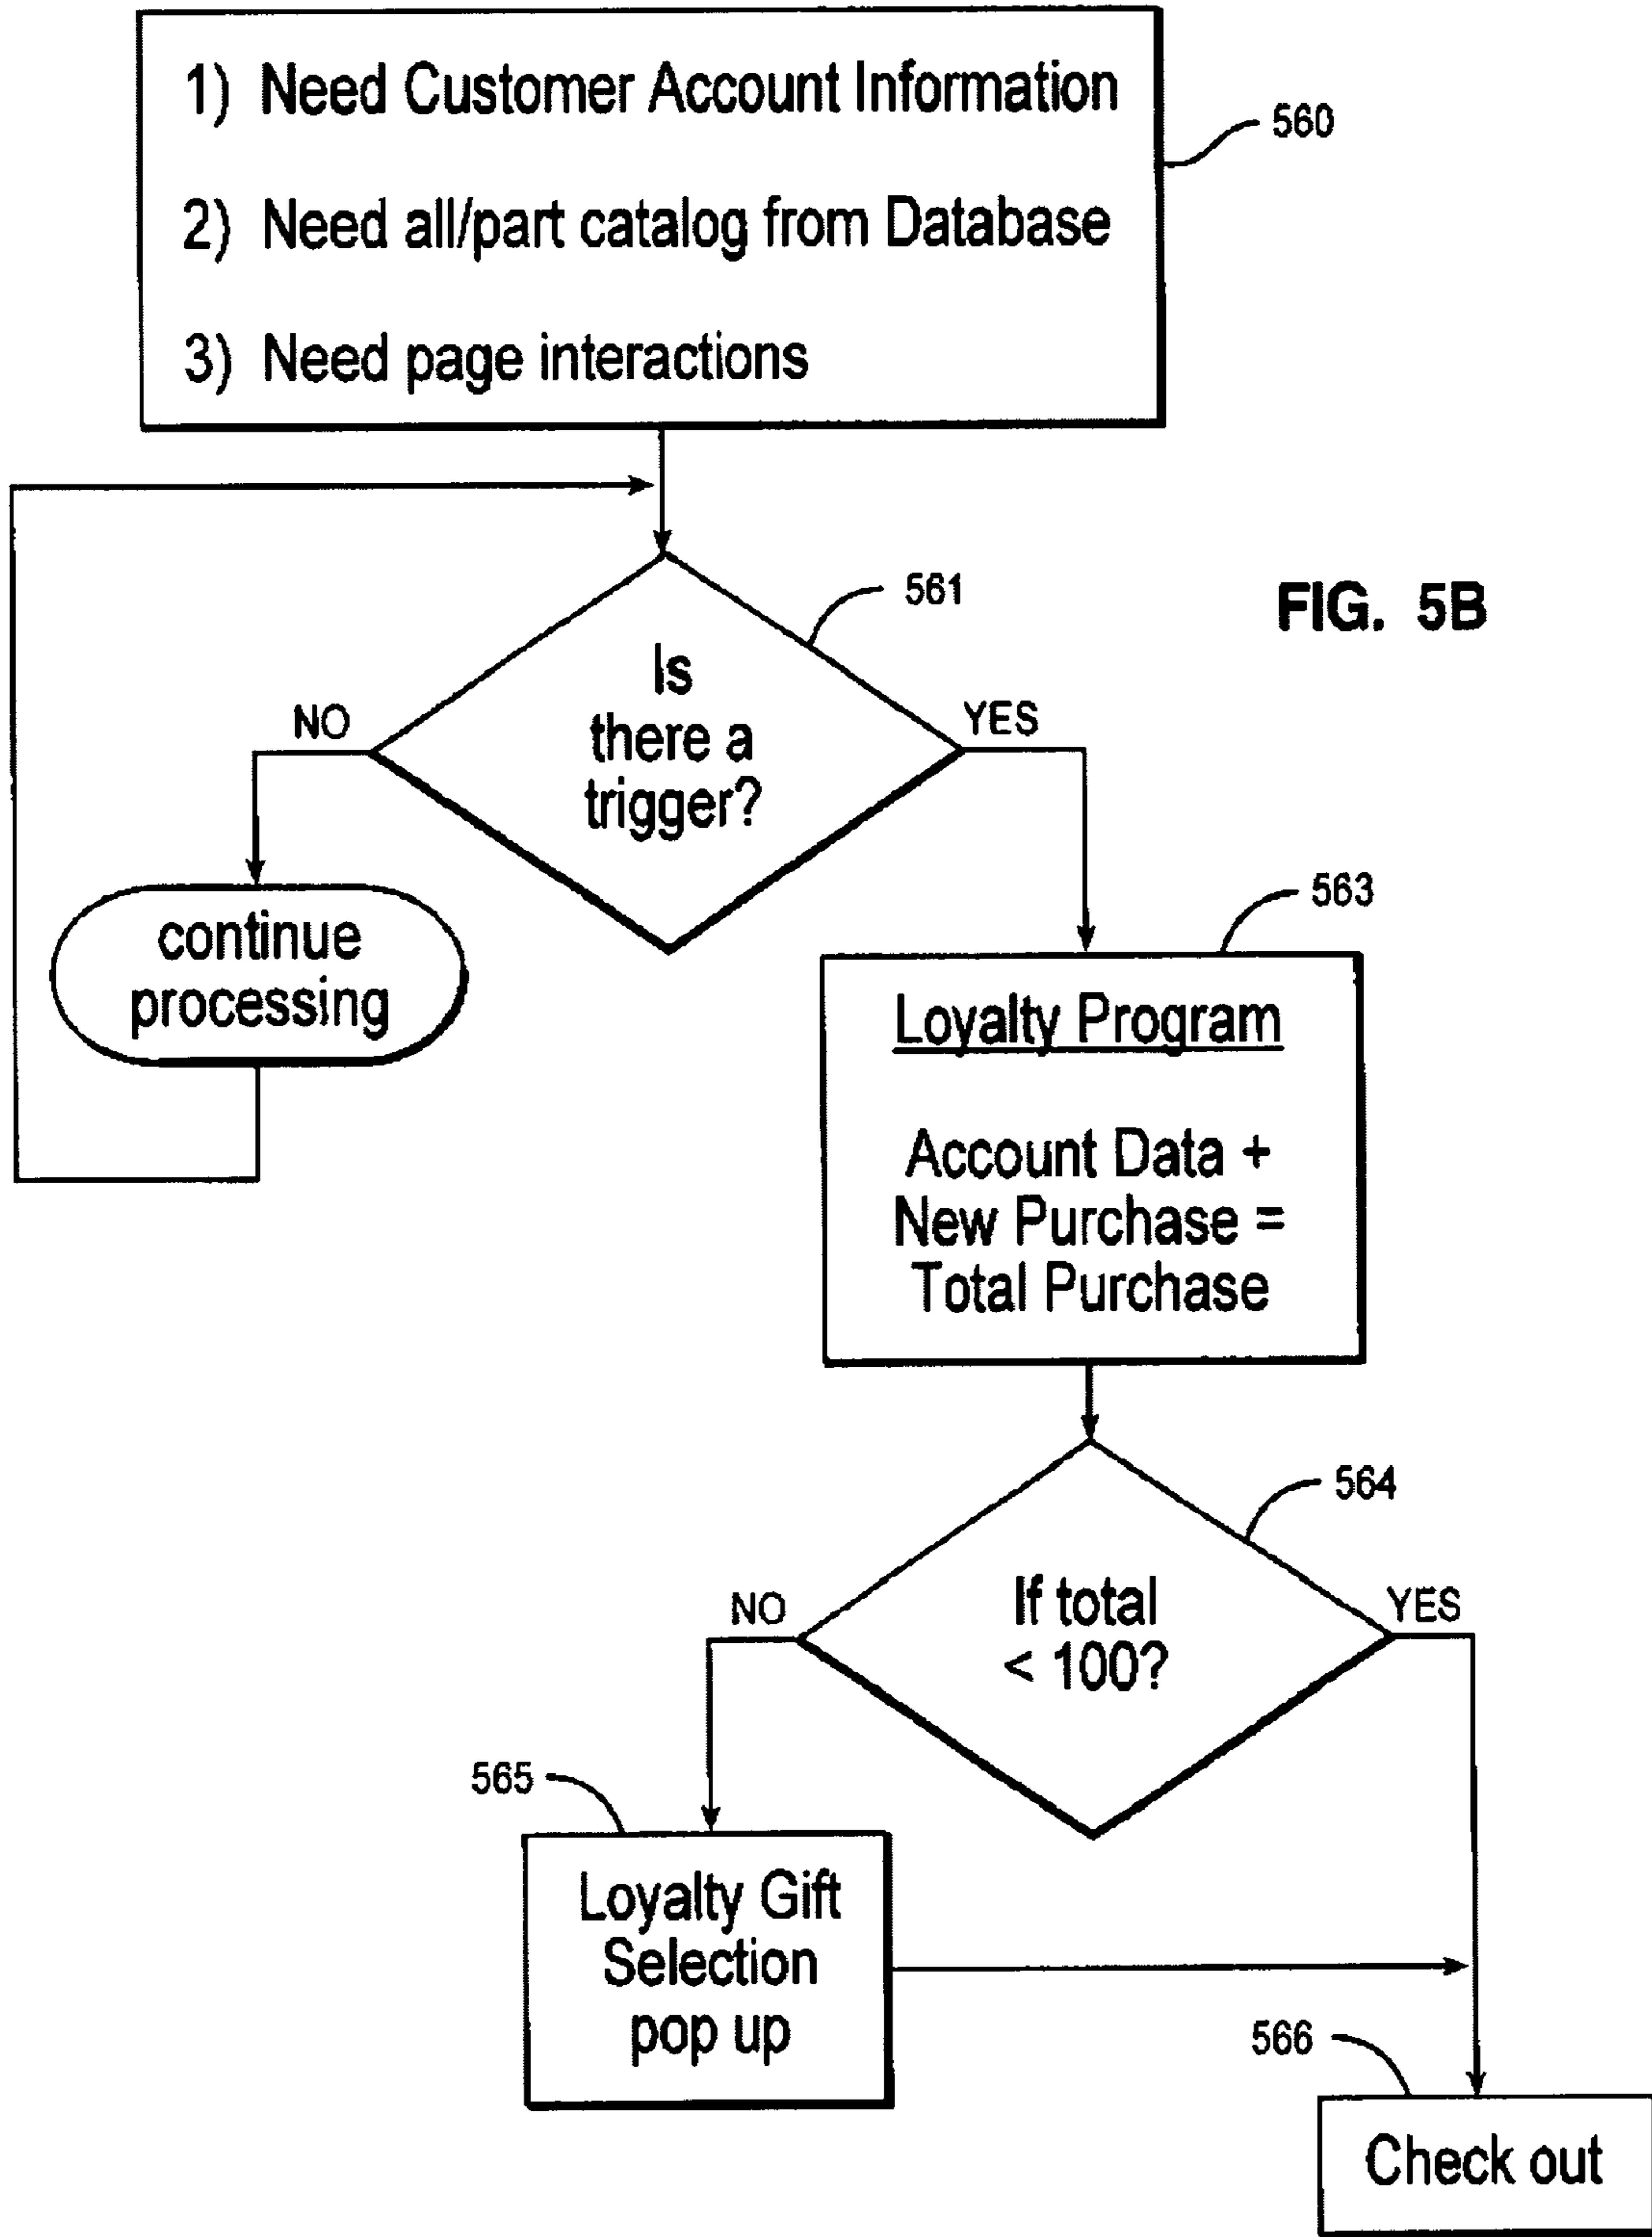 1) Need Customer Account Information
2) Need all/part catalog from Database
3) Need page interactions
560
FIG. 5B
561
Is
there a
trigger?
NO
YES
continue
processing
563
Loyalty Program
Account Data +
New Purchase =
Total Purchase
564
If total
< 100?
NO
YES
565
Loyalty Gift
Selection
pop up
566
Check out